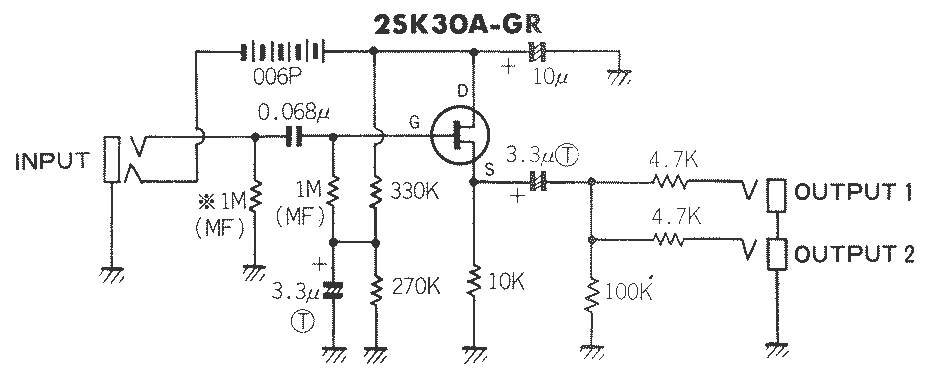 2SK30A-GR
+ 10μ
006P
0.068μ
D
G
S
INPUT
※ 1M
(MF)
1M
(MF)
330K
3.3μⓉ
+
4.7K
OUTPUT 1
4.7K
OUTPUT 2
+
3.3μ
Ⓣ
270K
10K
100K